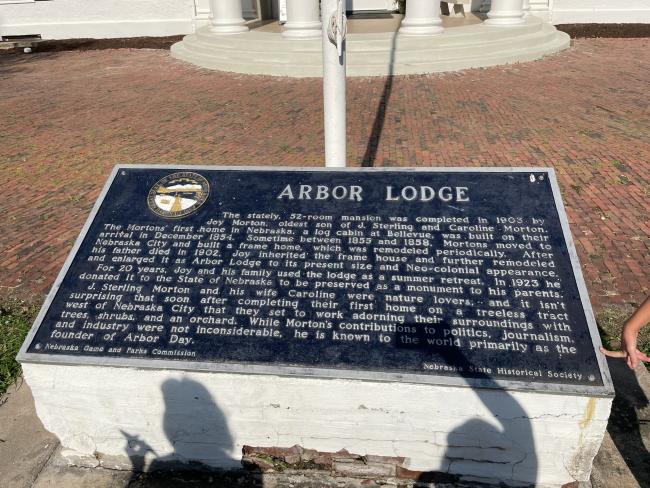 ARBOR LODGE
The stately, 52-room mansion was completed in 1903 by
Joy Morton, oldest son of J. Sterling and Caroline Morton.
The Mortons' first home in Nebraska, a log cabin at Bellevue, was built on their
arrival in December 1854. Sometime between 1855 and 1858, Mortons moved to
Nebraska City and built a frame home, which was remodeled periodically. After
his father died in 1902, Joy inherited the frame house and further remodeled
and enlarged it as Arbor Lodge to its present size and Neo-colonial appearance.
For 20 years, Joy and his family used the lodge as a summer retreat. In 1923 he
donated it to the State of Nebraska to be preserved as a monument to his parents.
J. Sterling Morton and his wife Caroline were nature lovers, and it isn't
surprising that soon after completing their first home on a treeless tract
west of Nebraska City that they set to work adorning their surroundings with
trees, shrubs, and an orchard. While Morton's contributions to politics, journalism,
and industry were not inconsiderable, he is known to the world primarily as the
founder of Arbor Day.
Nebraska Game and Parks Commission
Nebraska State Historical Society